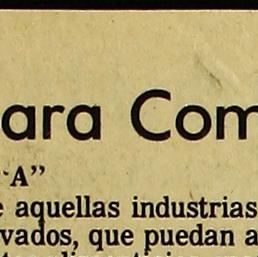 ara Com
"A"
e aquellas industrias
vados, que puedan a